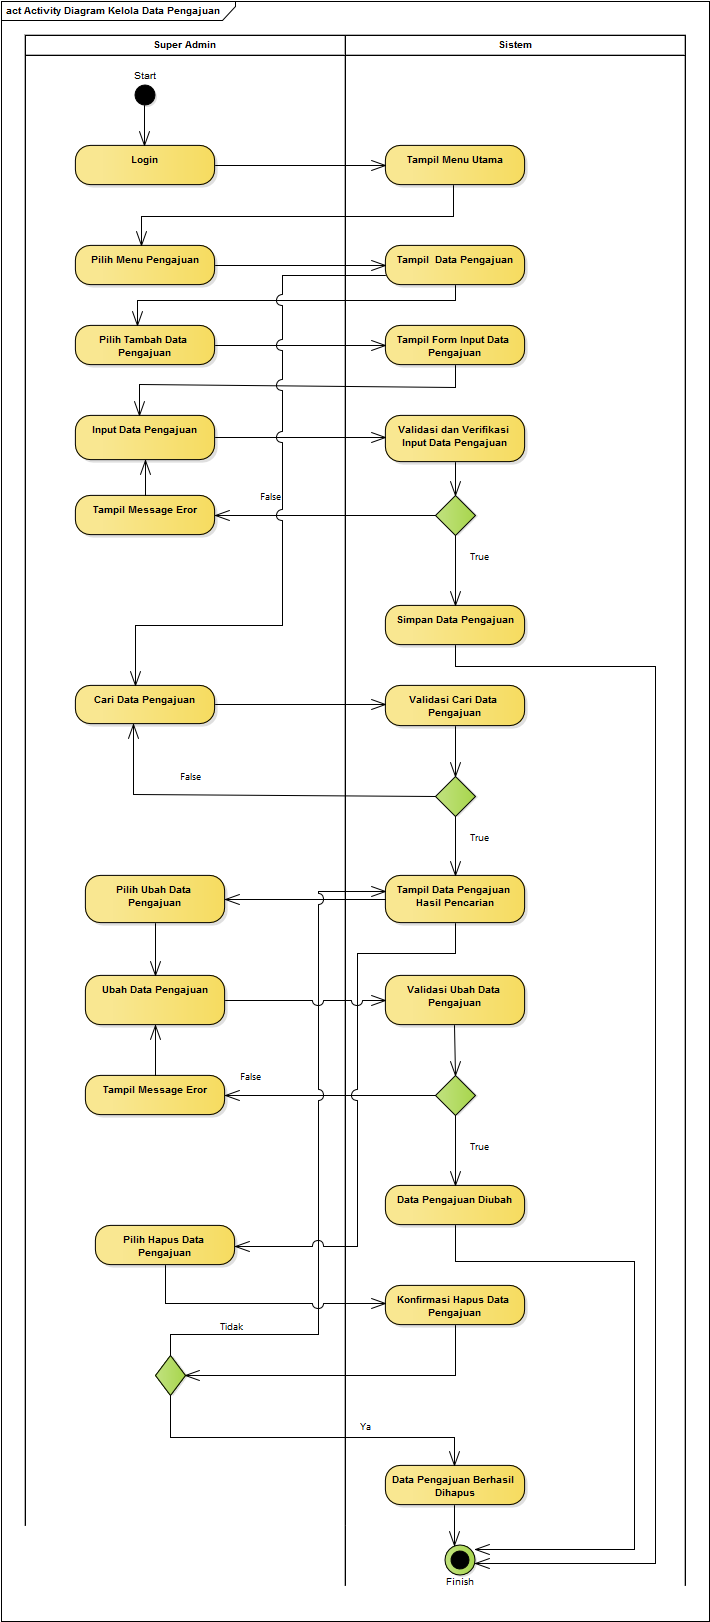 act Activity Diagram Kelola Data Pengajuan
Super Admin
Sistem
Start
Login
Tampil Menu Utama
Pilih Menu Pengajuan
Tampil  Data Pengajuan
Pilih Tambah Data
Pengajuan
Tampil Form Input Data
Pengajuan
Input Data Pengajuan
Validasi dan Verifikasi
Input Data Pengajuan
Tampil Message Eror
False
True
Simpan Data Pengajuan
Cari Data Pengajuan
Validasi Cari Data
Pengajuan
False
True
Pilih Ubah Data
Pengajuan
Tampil Data Pengajuan
Hasil Pencarian
Ubah Data Pengajuan
Validasi Ubah Data
Pengajuan
False
Tampil Message Eror
True
Data Pengajuan Diubah
Pilih Hapus Data
Pengajuan
Konfirmasi Hapus Data
Pengajuan
Tidak
Ya
Data Pengajuan Berhasil
Dihapus
Finish